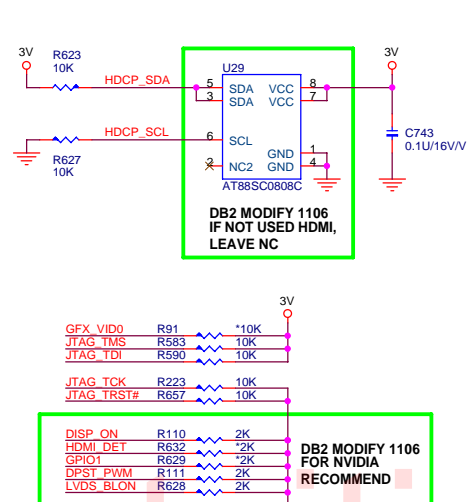 3V
R623
10K
HDCP_SDA
U29
5 SDA VCC 8
3 SDA VCC 7
3V
HDCP_SCL
6 SCL
R627
10K
GND 1
2 NC2 GND 4
AT88SC0808C
C743
0.1U/16V/V
DB2 MODIFY 1106
IF NOT USED HDMI,
LEAVE NC
3V
GFX_VID0 R91 *10K
JTAG_TMS R583 10K
JTAG_TDI R590 10K
JTAG_TCK R223 10K
JTAG_TRST# R657 10K
DISP_ON R110 2K
HDMI_DET R632 *2K
GPIO1 R629 *2K
DPST_PWM R111 2K
LVDS_BLON R628 2K
DB2 MODIFY 1106
FOR NVIDIA
RECOMMEND